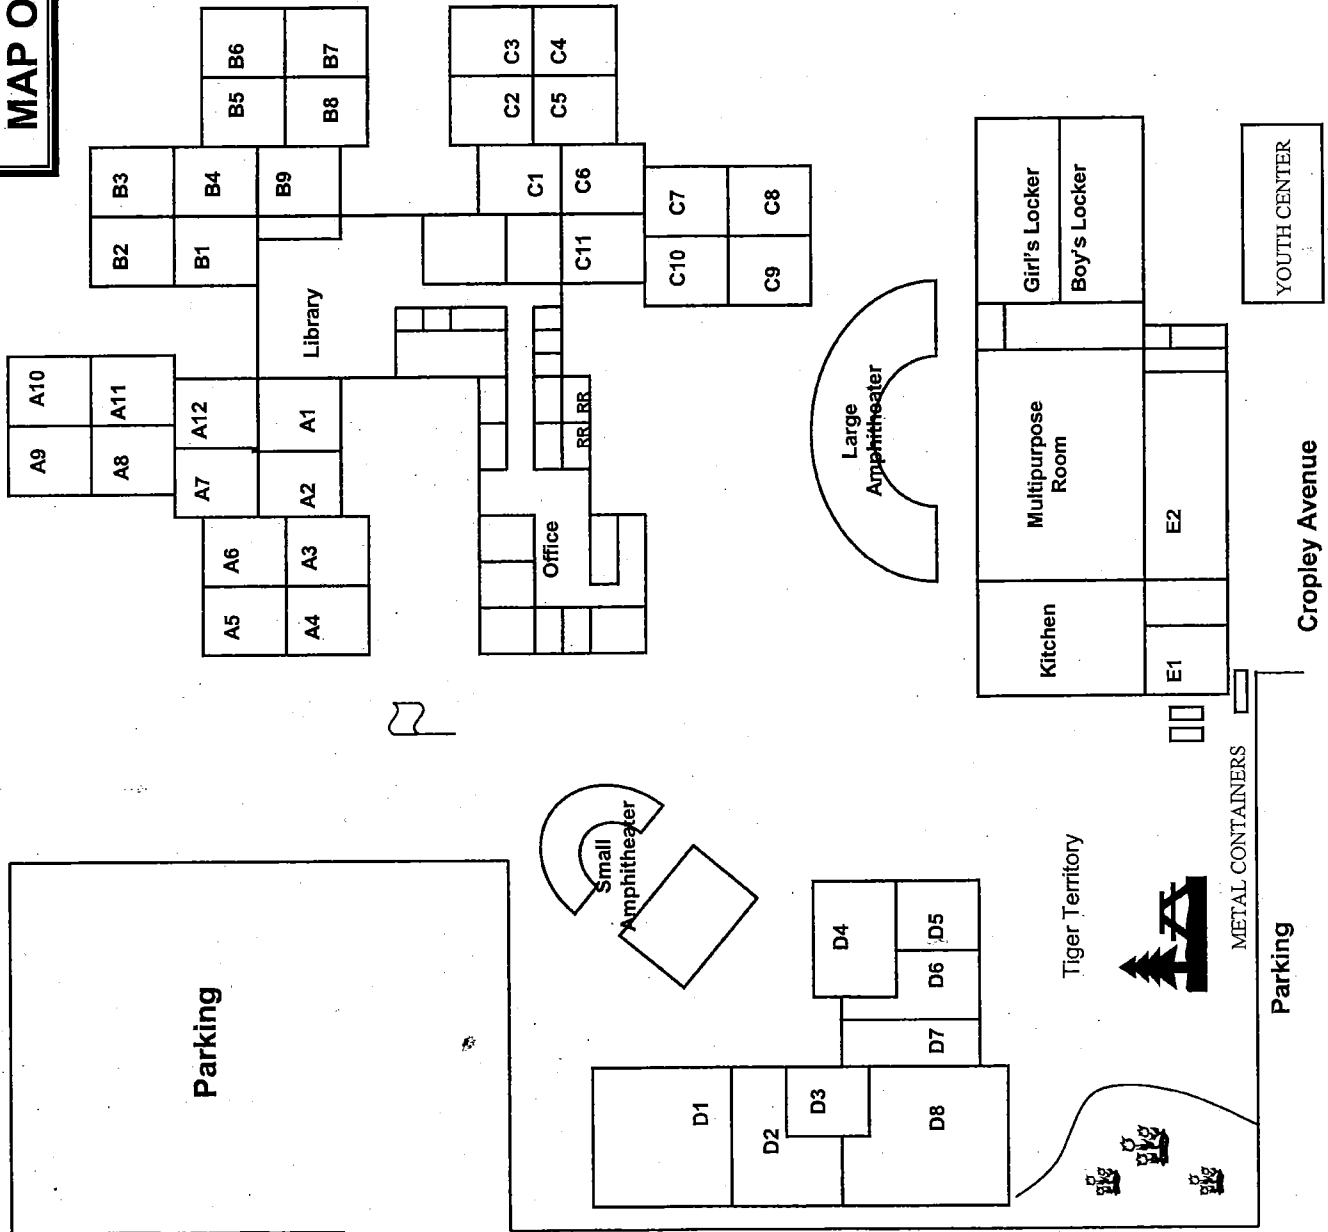 MAP O
B6
B7
B5
B8
B3
B4
B9
B2
B1
C3
C4
C2
C5
C1
C6
C11
C7
C8
C10
C9
Library
A10
A11
A9
A8
A12
A1
A7
A2
A6
A3
A5
A4
RR
RR
Office
Girl's Locker
Boy's Locker
YOUTH CENTER
Large
Amphitheater
Multipurpose
Room
Kitchen
E2
E1
Cropley Avenue
Small
Amphitheater
Parking
D4
D5
D6
D7
D1
D2
D3
D8
Tiger Territory
METAL CONTAINERS
Parking